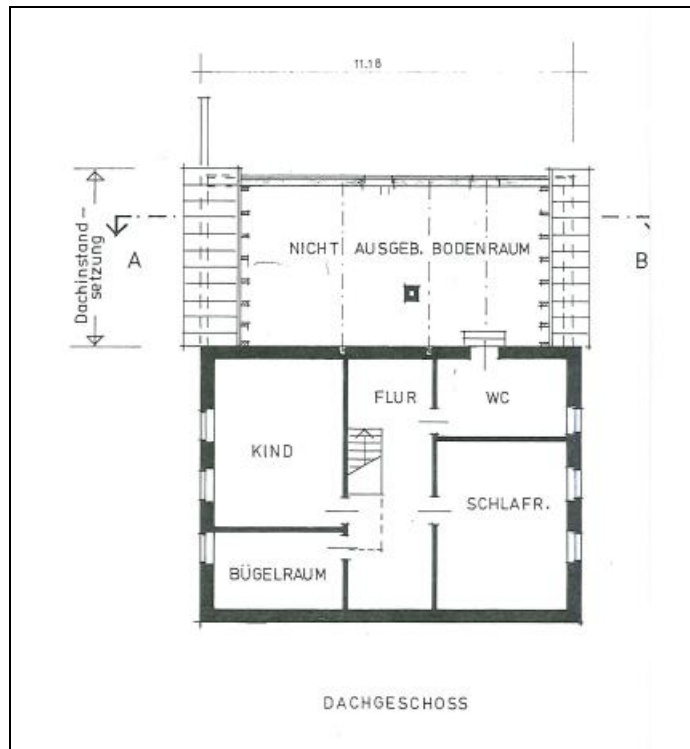 11.18
Dachinstand-
setzung
A
B
NICHT AUSGEB. BODENRAUM
FLUR
WC
KIND
SCHLAFR.
BÜGELRAUM
DACHGESCHOSS